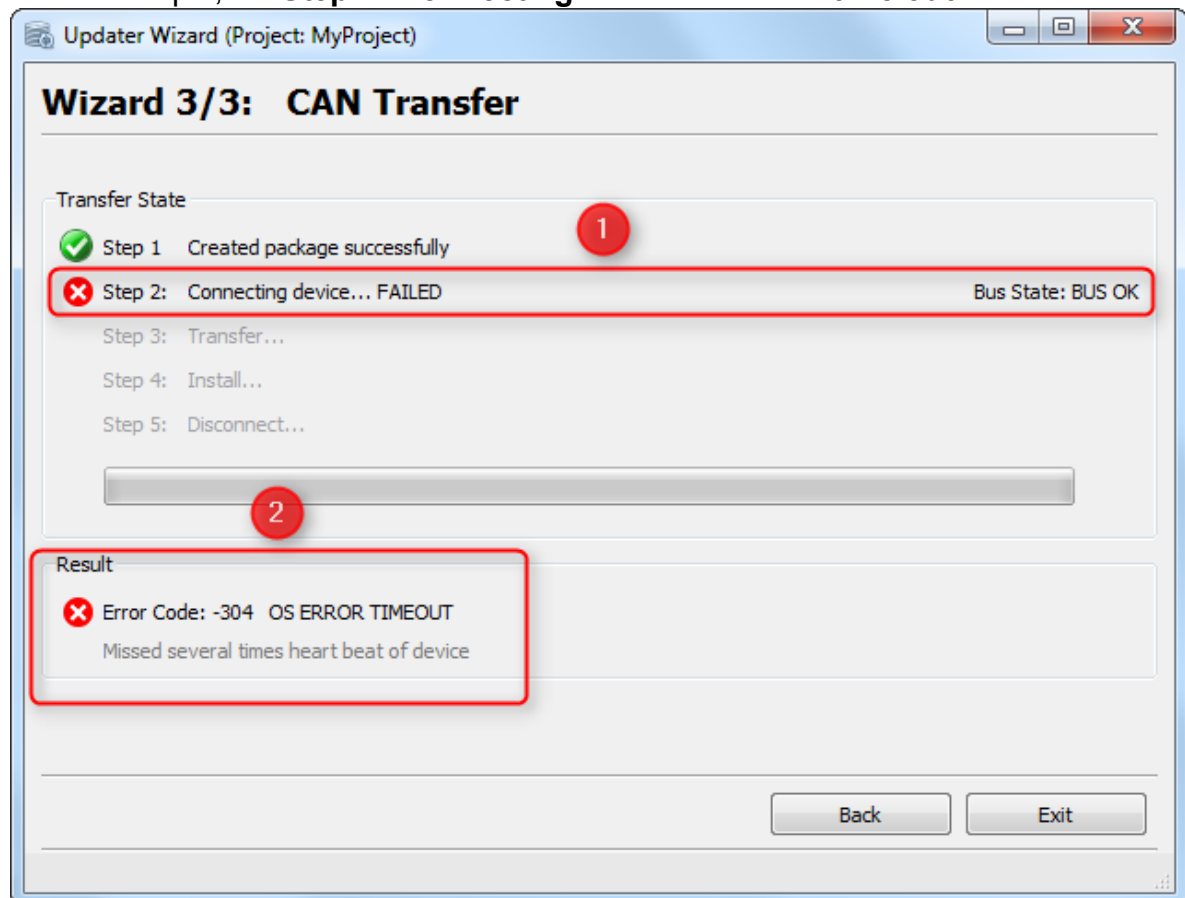 Updater Wizard (Project: MyProject)
Wizard 3/3: CAN Transfer
Transfer State
1
Step 1 Created package successfully
Step 2: Connecting device... FAILED Bus State: BUS OK
Step 3: Transfer...
Step 4: Install...
Step 5: Disconnect...
2
Result
Error Code: -304 OS ERROR TIMEOUT
Missed several times heart beat of device
Back Exit